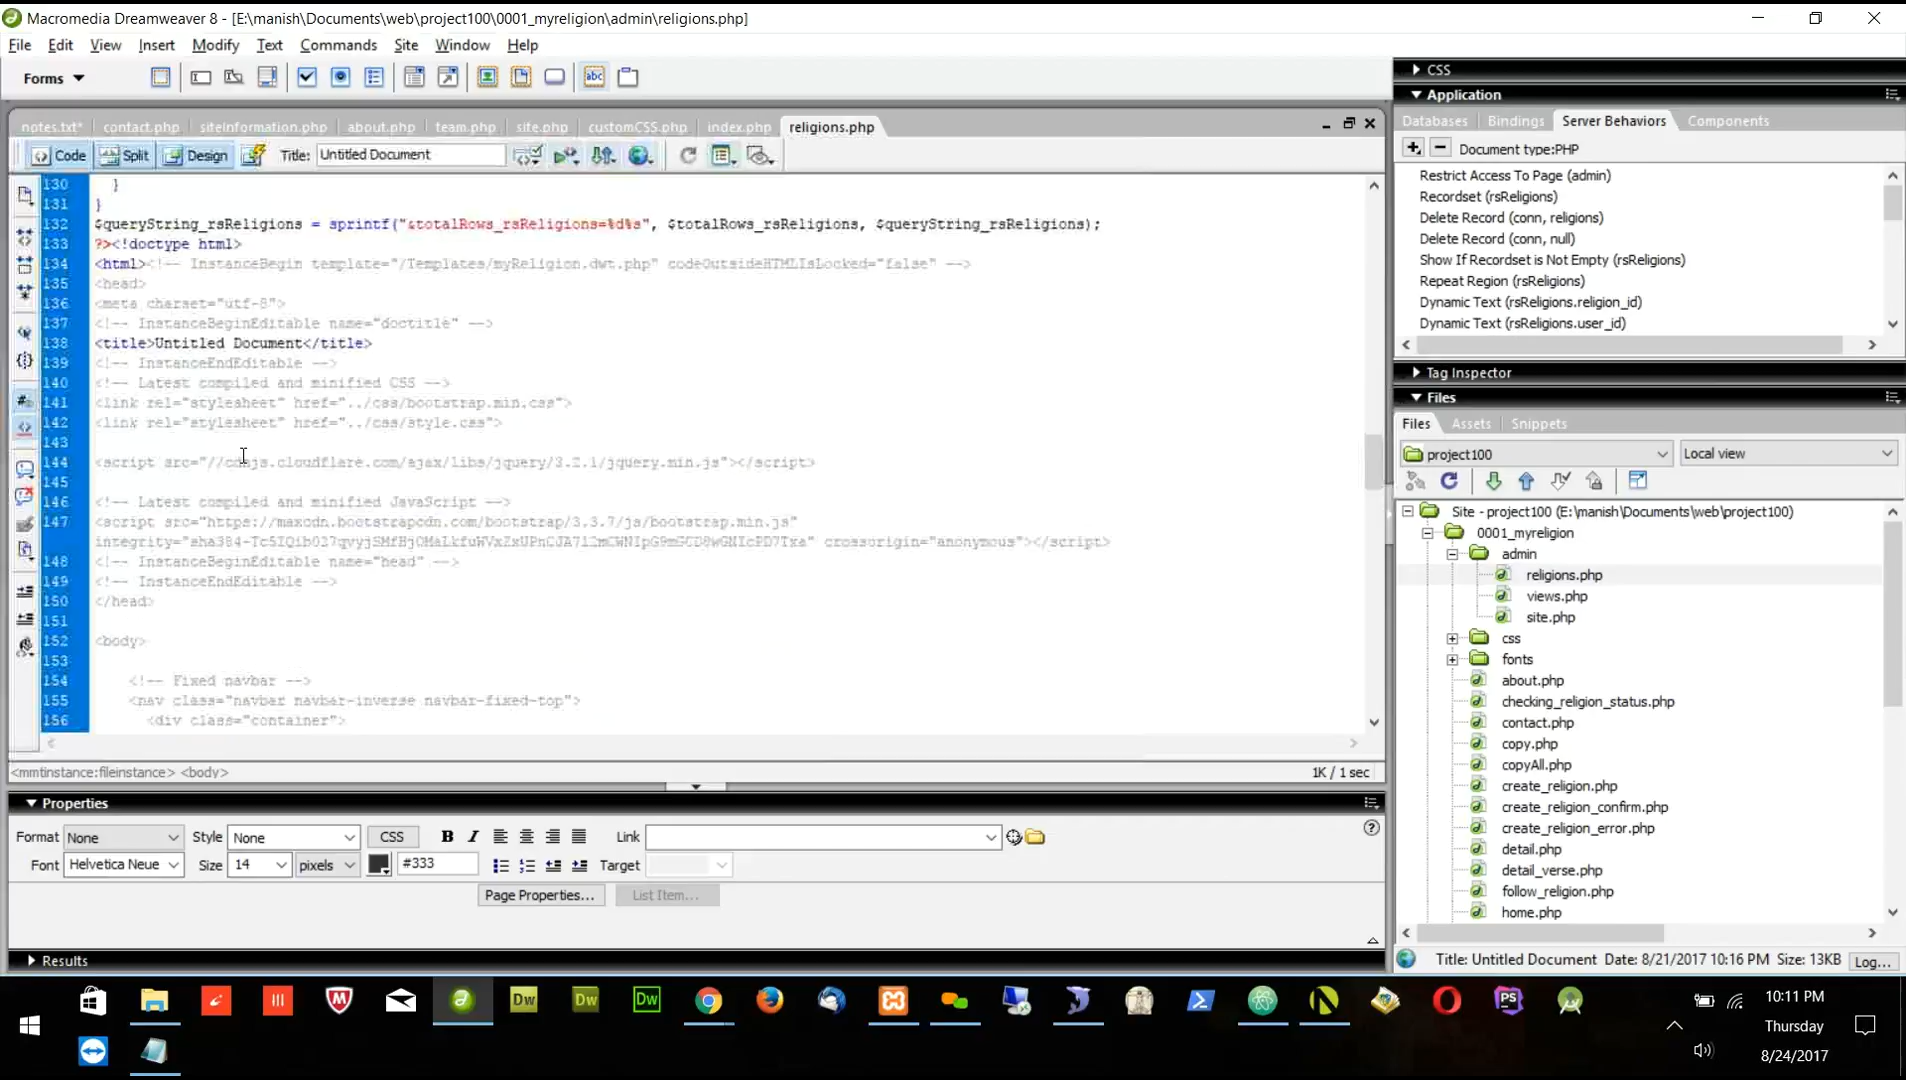 Macromedia Dreamweaver 8 - [E:\manish\Documents\web\project100\0001_myreligion\admin\religions.php]
File Edit View Insert Modify Text Commands Site Window Help
Forms
notes.txt* contact.php siteinformation.php about.php team.php site.php customCSS.php index.php religions.php
Code Split Design Title: Untitled Document
130 }
131 }
132 $queryString_rsReligions = sprintf("&totalRows_rsReligions=%d%s", $totalRows_rsReligions, $queryString_rsReligions);
133 ?><!doctype html>
134 <html><!-- InstanceBegin template="/Templates/myReligion.dwt.php" codeOutsideHTMLIsLocked="false" -->
135 <head>
136 <meta charset="utf-8">
137 <!-- InstanceBeginEditable name="doctitle" -->
138 <title>Untitled Document</title>
139 <!-- InstanceEndEditable -->
140 <!-- Latest compiled and minified CSS -->
141 <link rel="stylesheet" href="../css/bootstrap.min.css">
142 <link rel="stylesheet" href="../css/style.css">
143
144 <script src="//cdnjs.cloudflare.com/ajax/libs/jquery/3.2.1/jquery.min.js"></script>
145
146 <!-- Latest compiled and minified JavaScript -->
147 <script src="https://maxcdn.bootstrapcdn.com/bootstrap/3.3.7/js/bootstrap.min.js"
crossorigin="anonymous"></script>
148 <!-- InstanceBeginEditable name="head" -->
149 <!-- InstanceEndEditable -->
150 </head>
151
152 <body>
153
154 <!-- Fixed navbar -->
155 <nav class="navbar navbar-inverse navbar-fixed-top">
156 <div class="container">
<mmtinstance:fileinstance> <body> 1K / 1 sec
Properties
Format None Style None CSS B I Link
Font Helvetica Neue Size 14 pixels #333 Target
Page Properties... List Item...
Results
CSS
Application
Databases Bindings Server Behaviors Components
Document type:PHP
Restrict Access To Page (admin)
Recordset (rsReligions)
Delete Record (conn, religions)
Delete Record (conn, null)
Show If Recordset is Not Empty (rsReligions)
Repeat Region (rsReligions)
Dynamic Text (rsReligions.religion_id)
Dynamic Text (rsReligions.user_id)
Tag Inspector
Files
Files Assets Snippets
project100 Local view
Site - project100 (E:\manish\Documents\web\project100)
0001_myreligion
admin
religions.php
views.php
site.php
css
fonts
about.php
checking_religion_status.php
contact.php
copy.php
copyAll.php
create_religion.php
create_religion_confirm.php
create_religion_error.php
detail.php
detail_verse.php
follow_religion.php
home.php
Title: Untitled Document Date: 8/21/2017 10:16 PM Size: 13KB Log...
Dw Dw Dw PS
10:11 PM
Thursday
8/24/2017